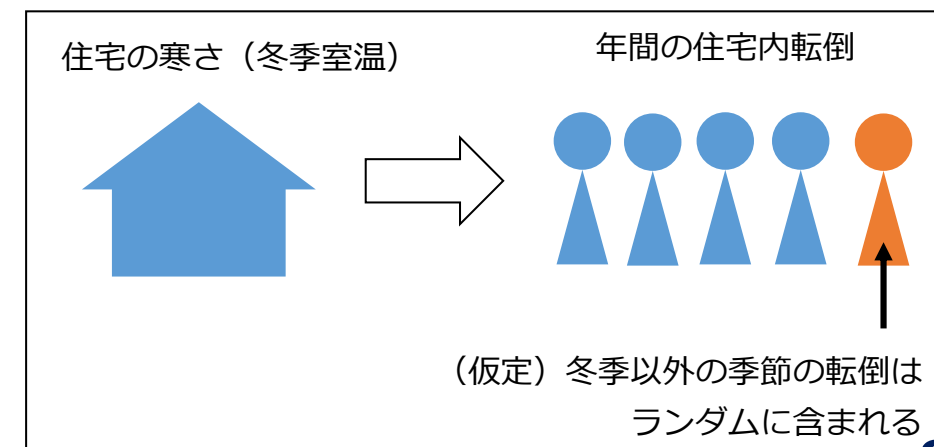 住宅の寒さ（冬季室温）
年間の住宅内転倒
（仮定）冬季以外の季節の転倒は
ランダムに含まれる